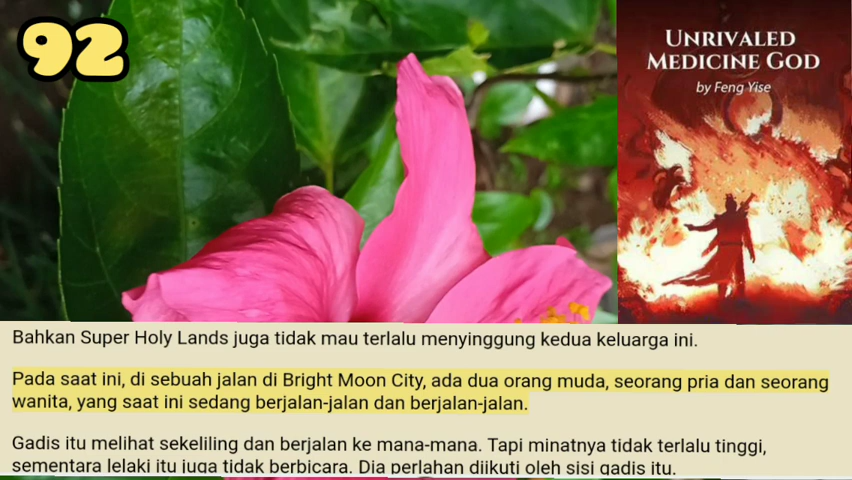 92
UNRIVALED
MEDICINE GOD
by Feng Yise
Bahkan Super Holy Lands juga tidak mau terlalu menyinggung kedua keluarga ini.
Pada saat ini, di sebuah jalan di Bright Moon City, ada dua orang muda, seorang pria dan seorang
wanita, yang saat ini sedang berjalan-jalan dan berjalan-jalan.
Gadis itu melihat sekeliling dan berjalan ke mana-mana. Tapi minatnya tidak terlalu tinggi,
sementara lelaki itu juga tidak berbicara. Dia perlahan diikuti oleh sisi gadis itu.